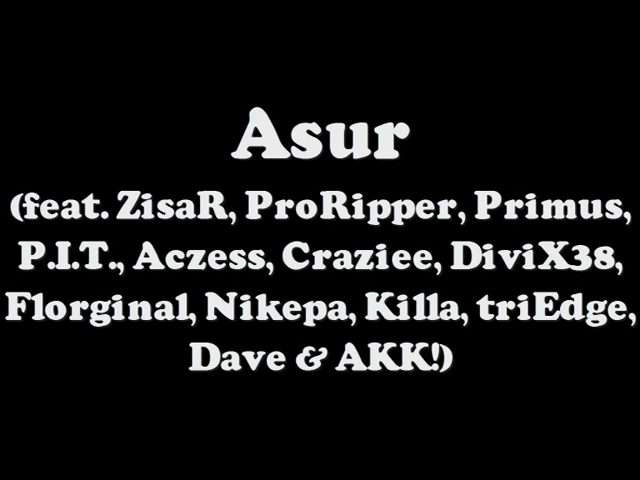 Asur
(feat. ZisaR, ProRipper, Primus,
P.I.T., Aczess, Craziee, DiviX38,
Florginal, Nikepa, Killa, triEdge,
Dave & AKK!)